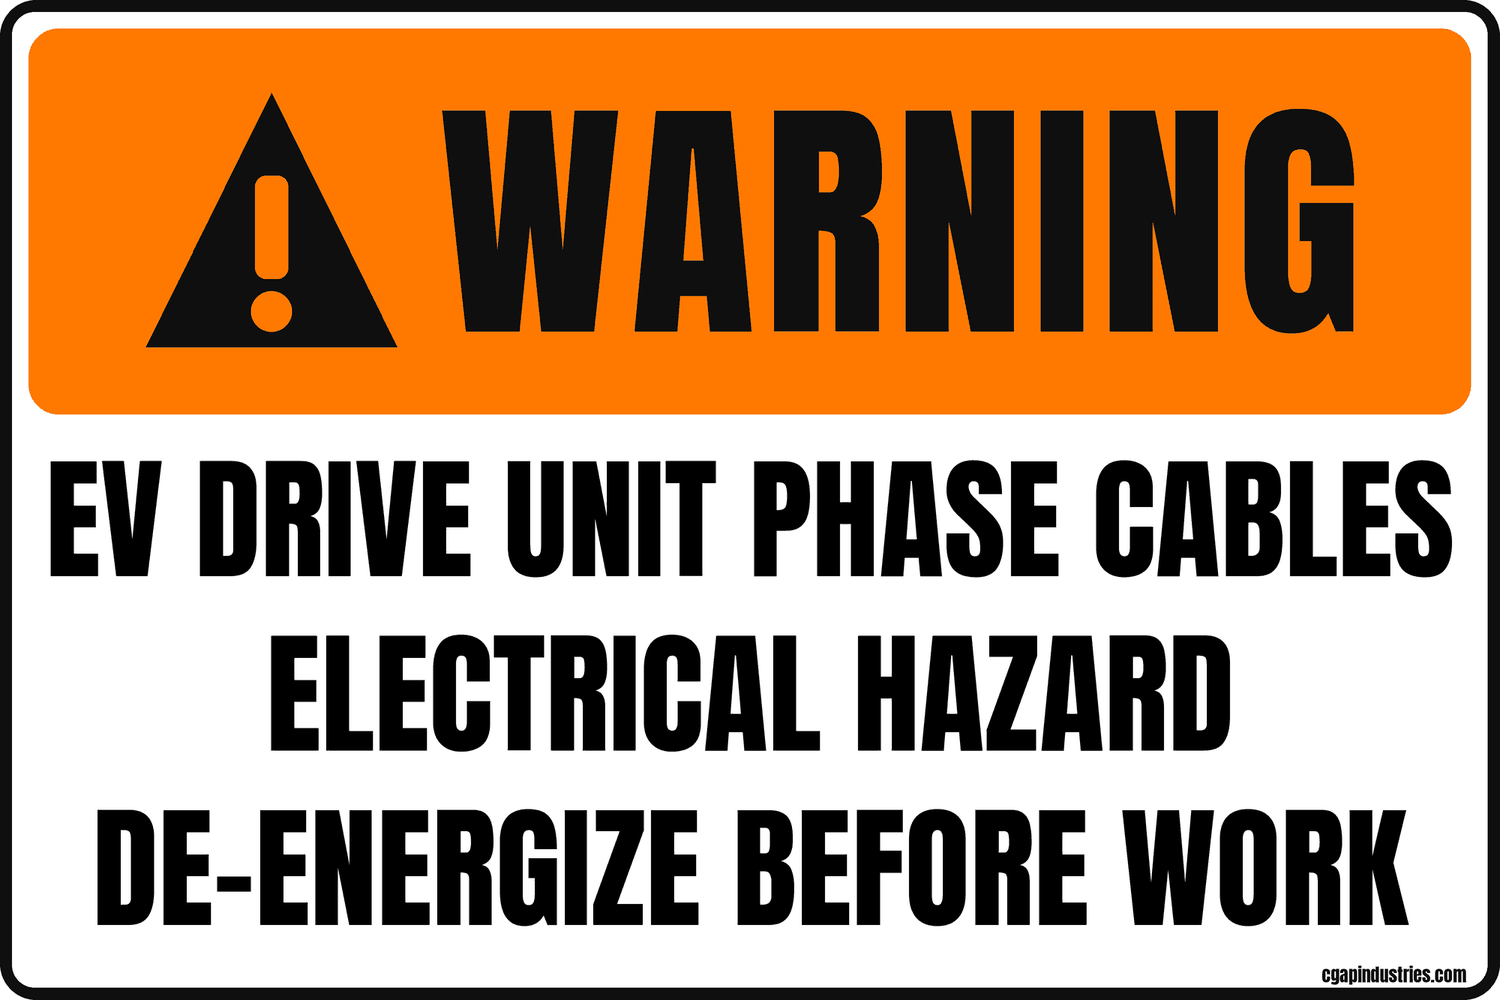 WARNING
EV DRIVE UNIT PHASE CABLES
ELECTRICAL HAZARD
DE-ENERGIZE BEFORE WORK
cgapindustries.com